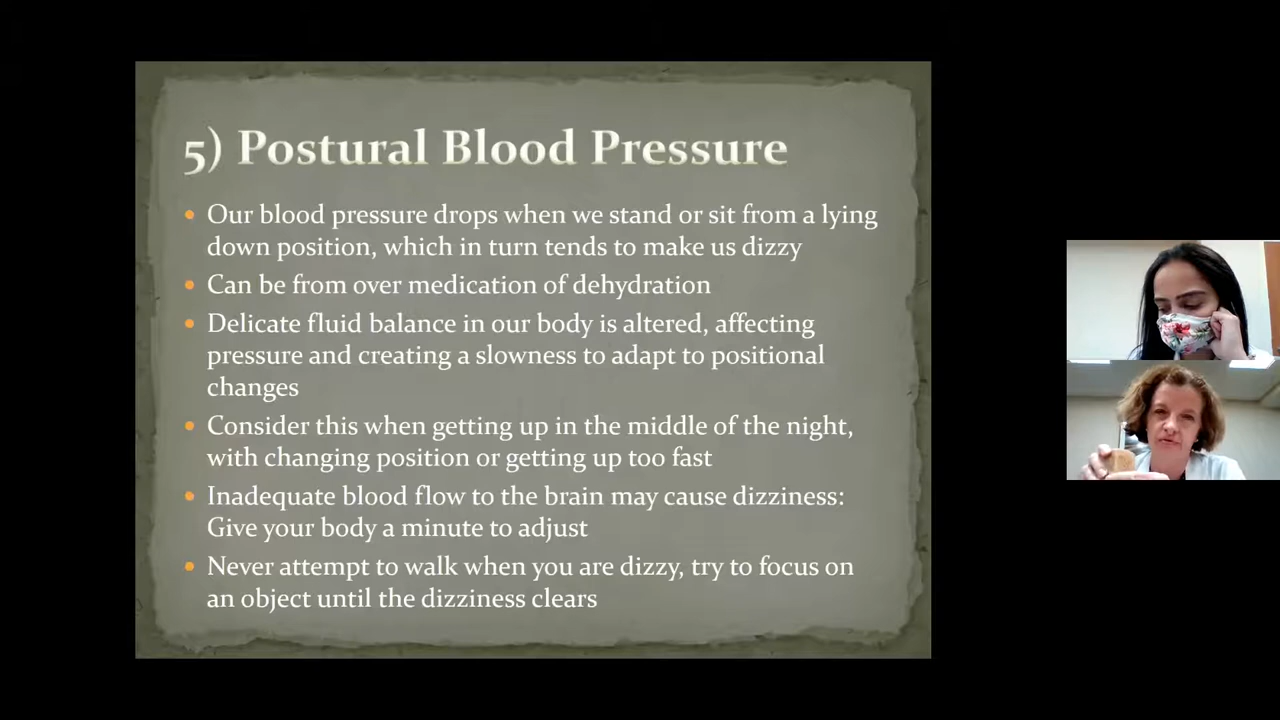 5) Postural Blood Pressure
• Our blood pressure drops when we stand or sit from a lying
down position, which in turn tends to make us dizzy
• Can be from over medication of dehydration
• Delicate fluid balance in our body is altered, affecting
pressure and creating a slowness to adapt to positional
changes
• Consider this when getting up in the middle of the night,
with changing position or getting up too fast
• Inadequate blood flow to the brain may cause dizziness:
Give your body a minute to adjust
• Never attempt to walk when you are dizzy, try to focus on
an object until the dizziness clears